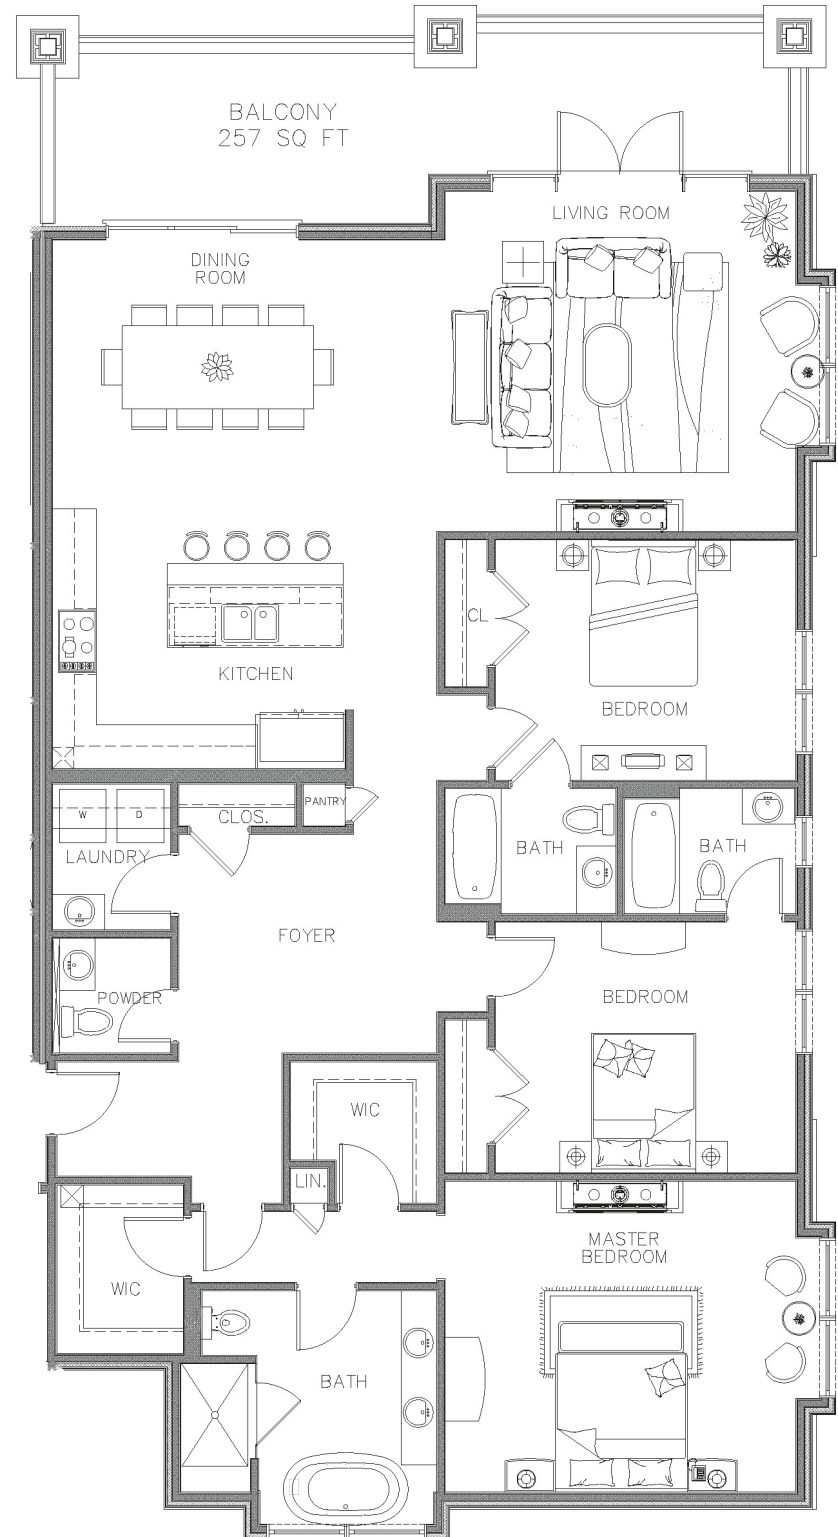 BALCONY
257 SQ FT
LIVING ROOM
DINING
ROOM
CL
KITCHEN
BEDROOM
W
D
CLOS.
PANTRY
LAUNDRY
BATH
BATH
FOYER
POWDER
BEDROOM
WIC
LIN.
MASTER
BEDROOM
WIC
BATH